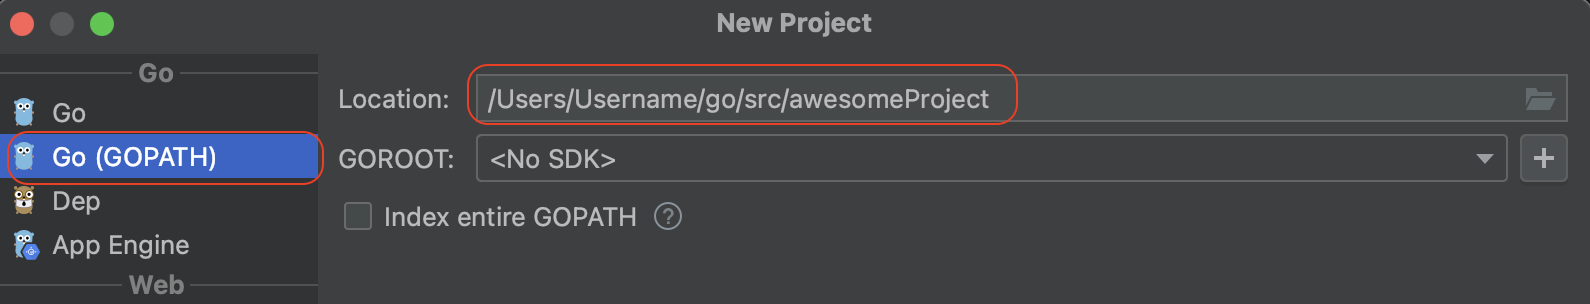 New Project
Go
Go
Go (GOPATH)
Dep
App Engine
Web
Location: /Users/Username/go/src/awesomeProject
GOROOT: <No SDK>
Index entire GOPATH ?